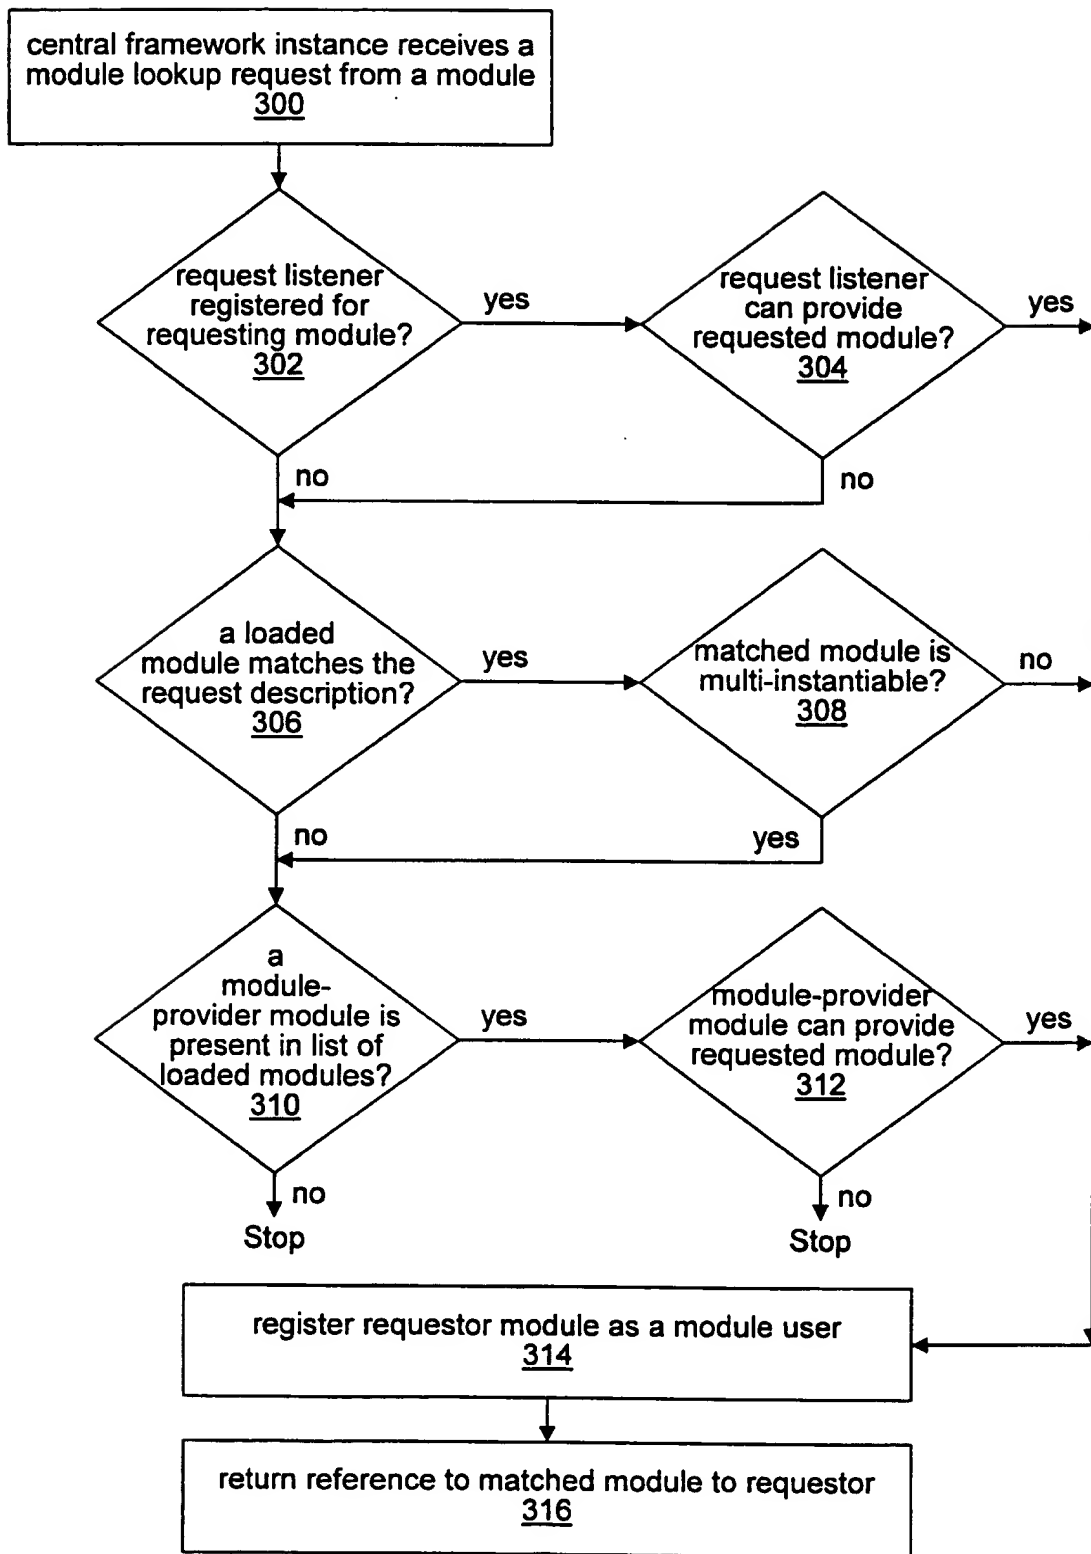 central framework instance receives a
module lookup request from a module
300
request listener
registered for
requesting module?
302
yes
request listener
can provide
requested module?
304
yes
no
no
a loaded
module matches the
request description?
306
yes
matched module is
multi-instantiable?
308
no
no
yes
a
module-
provider module is
present in list of
loaded modules?
310
yes
module-provider
module can provide
requested module?
312
yes
no
Stop
no
Stop
register requestor module as a module user
314
return reference to matched module to requestor
316